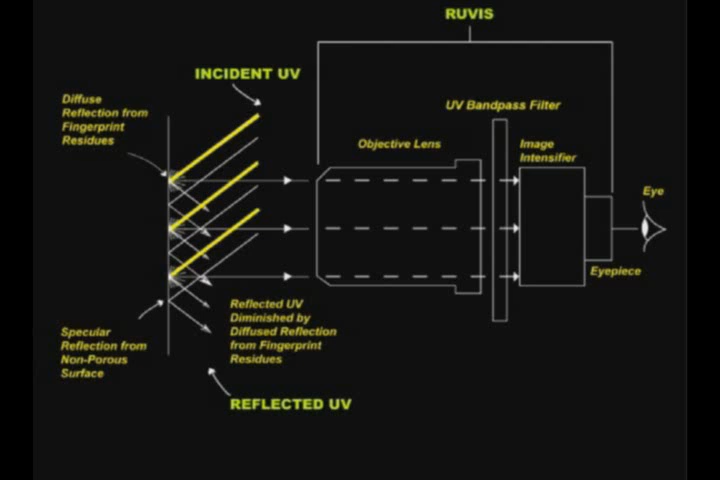 RUVIS
INCIDENT UV
Diffuse
Reflection from
Fingerprint
Residues
UV Bandpass Filter
Objective Lens
Image
Intensifier
Eye
Eyepiece
Specular
Reflection from
Non-Porous
Surface
Reflected UV
Diminished by
Diffused Reflection
from Fingerprint
Residues
REFLECTED UV